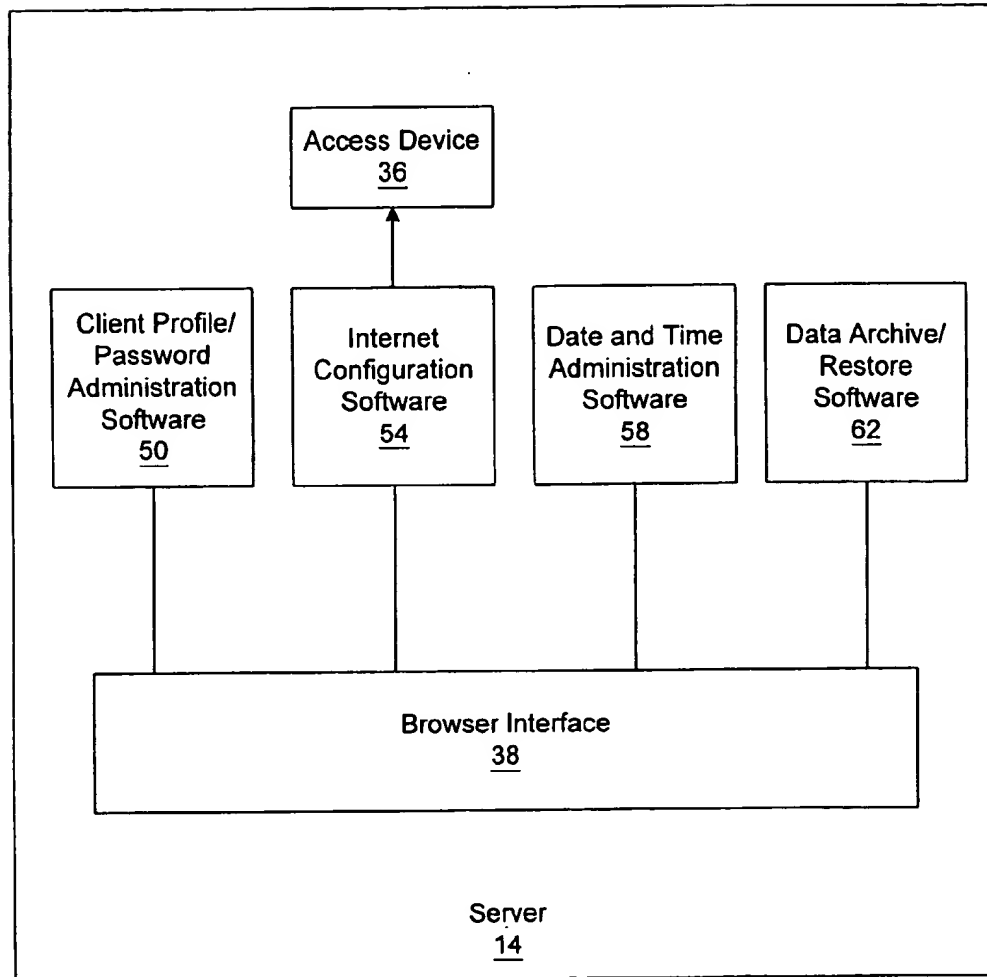 Access Device
36
Client Profile/
Password
Administration
Software
50
Internet
Configuration
Software
54
Date and Time
Administration
Software
58
Data Archive/
Restore
Software
62
Browser Interface
38
Server
14